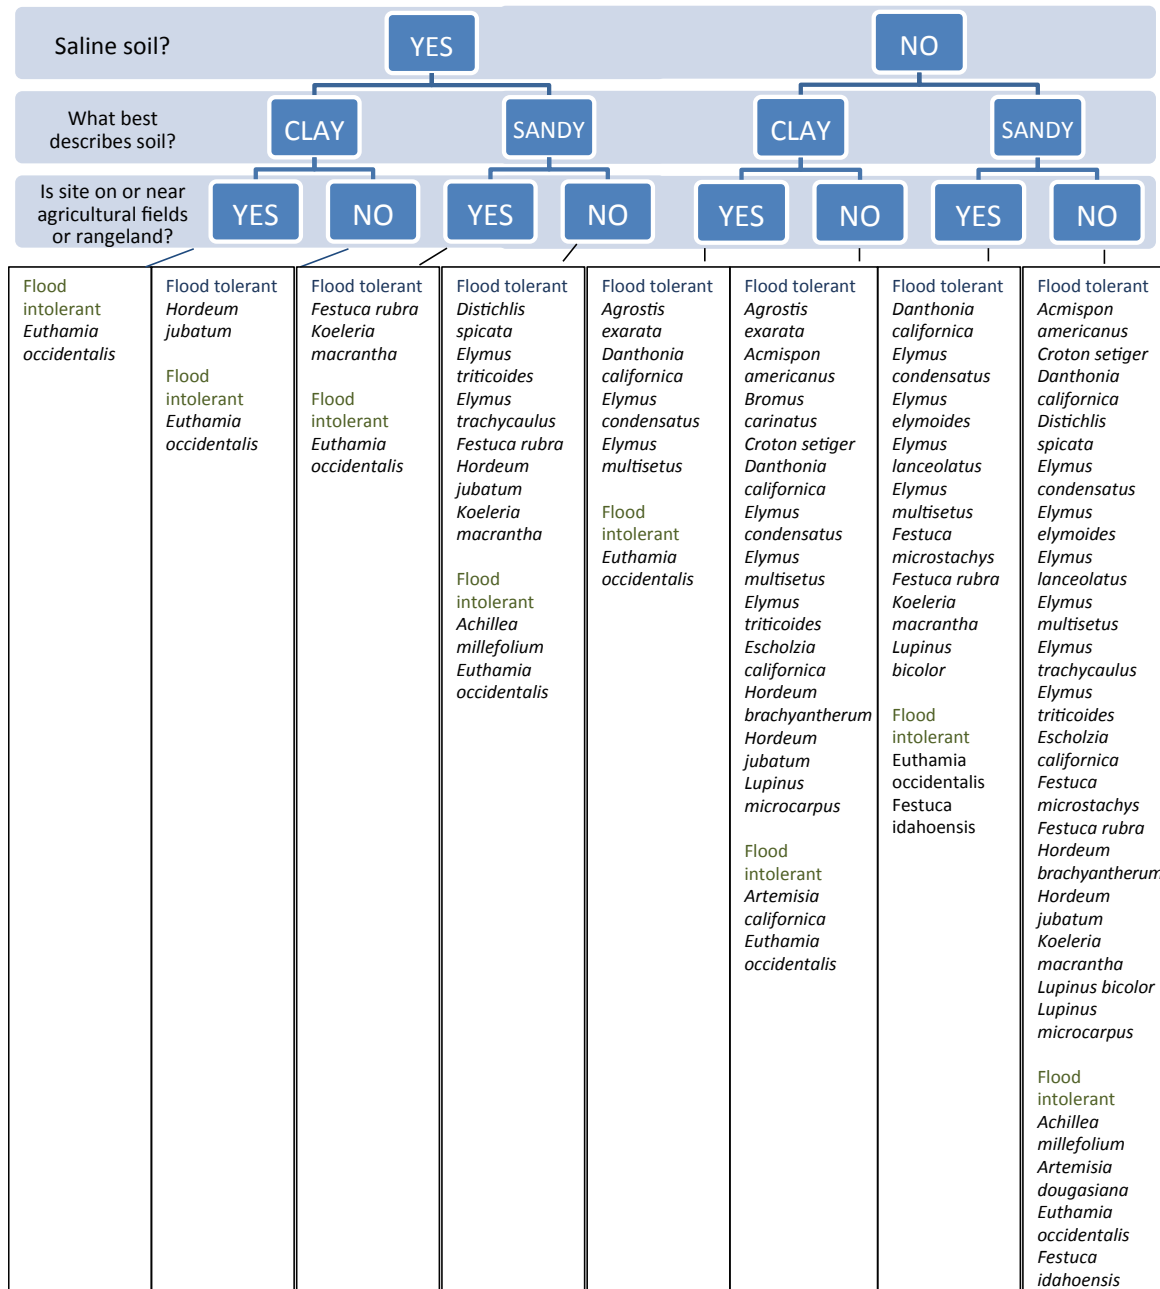 Saline soil?
YES
NO
What best
describes soil?
CLAY
SANDY
CLAY
SANDY
Is site on or near
agricultural fields
or rangeland?
YES
NO
YES
NO
YES
NO
YES
NO
Flood
intolerant
Euthamia
occidentalis
Flood tolerant
Hordeum
jubatum
Flood
intolerant
Euthamia
occidentalis
Flood tolerant
Festuca rubra
Koeleria
macrantha
Flood
intolerant
Euthamia
occidentalis
Flood tolerant
Distichlis
spicata
Elymus
triticoides
Elymus
trachycaulus
Festuca rubra
Hordeum
jubatum
Koeleria
macrantha
Flood
intolerant
Achillea
millefolium
Euthamia
occidentalis
Flood tolerant
Agrostis
exarata
Danthonia
californica
Elymus
condensatus
Elymus
multisetus
Flood
intolerant
Euthamia
occidentalis
Flood tolerant
Agrostis
exarata
Acmispon
americanus
Bromus
carinatus
Croton setiger
Danthonia
californica
Elymus
condensatus
Elymus
multisetus
Elymus
triticoides
Escholzia
californica
Hordeum
brachyantherum
Hordeum
jubatum
Lupinus
microcarpus
Flood
intolerant
Artemisia
californica
Euthamia
occidentalis
Flood tolerant
Danthonia
californica
Elymus
condensatus
Elymus
elymoides
Elymus
lanceolatus
Elymus
multisetus
Festuca
microstachys
Festuca rubra
Koeleria
macrantha
Lupinus
bicolor
Flood
intolerant
Euthamia
occidentalis
Festuca
idahoensis
Flood tolerant
Acmispon
americanus
Croton setiger
Danthonia
californica
Distichlis
spicata
Elymus
condensatus
Elymus
elymoides
Elymus
lanceolatus
Elymus
multisetus
Elymus
trachycaulus
Elymus
triticoides
Escholzia
californica
Festuca
microstachys
Festuca rubra
Hordeum
brachyantherum
Hordeum
jubatum
Koeleria
macrantha
Lupinus bicolor
Lupinus
microcarpus
Flood
intolerant
Achillea
millefolium
Artemisia
dougasiana
Euthamia
occidentalis
Festuca
idahoensis